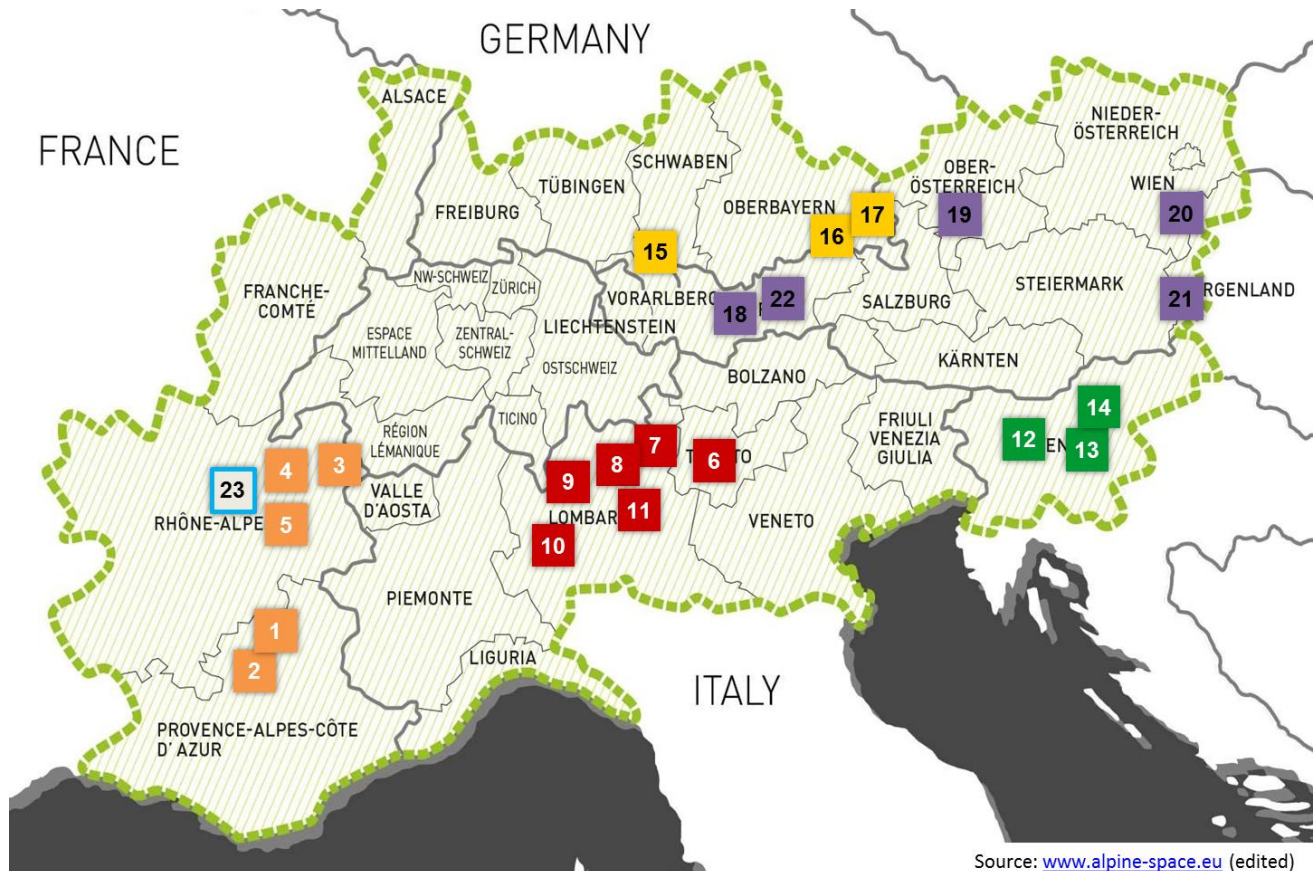 GERMANY
FRANCE
ALSACE
NIEDER-
ÖSTERREICH
SCHWABEN
TÜBINGEN
OBER-
ÖSTERREICH
WIEN
FREIBURG
OBERBAYERN
17
19
20
16
15
NW-SCHWEIZ
ZÜRICH
FRANCHE-
COMTÉ
VORARLBERG
22
18
SALZBURG
STEIERMARK
21
RGENLAND
ESPACE
MITTELLAND
ZENTRAL-
SCHWEIZ
LIECHTENSTEIN
OSTSCHWEIZ
KÄRNTEN
BOLZANO
TICINO
RÉGION
LÉMANIQUE
FRIULI
VENEZIA
GIULIA
14
12
EN
13
7
6
T
TO
8
3
4
9
23
VALLE
D'AOSTA
RHÔNE-ALPE
5
LOMBAR
11
10
VENETO
PIEMONTE
1
2
LIGURIA
ITALY
PROVENCE-ALPES-CÔTE
D' AZUR
Source: www.alpine-space.eu (edited)